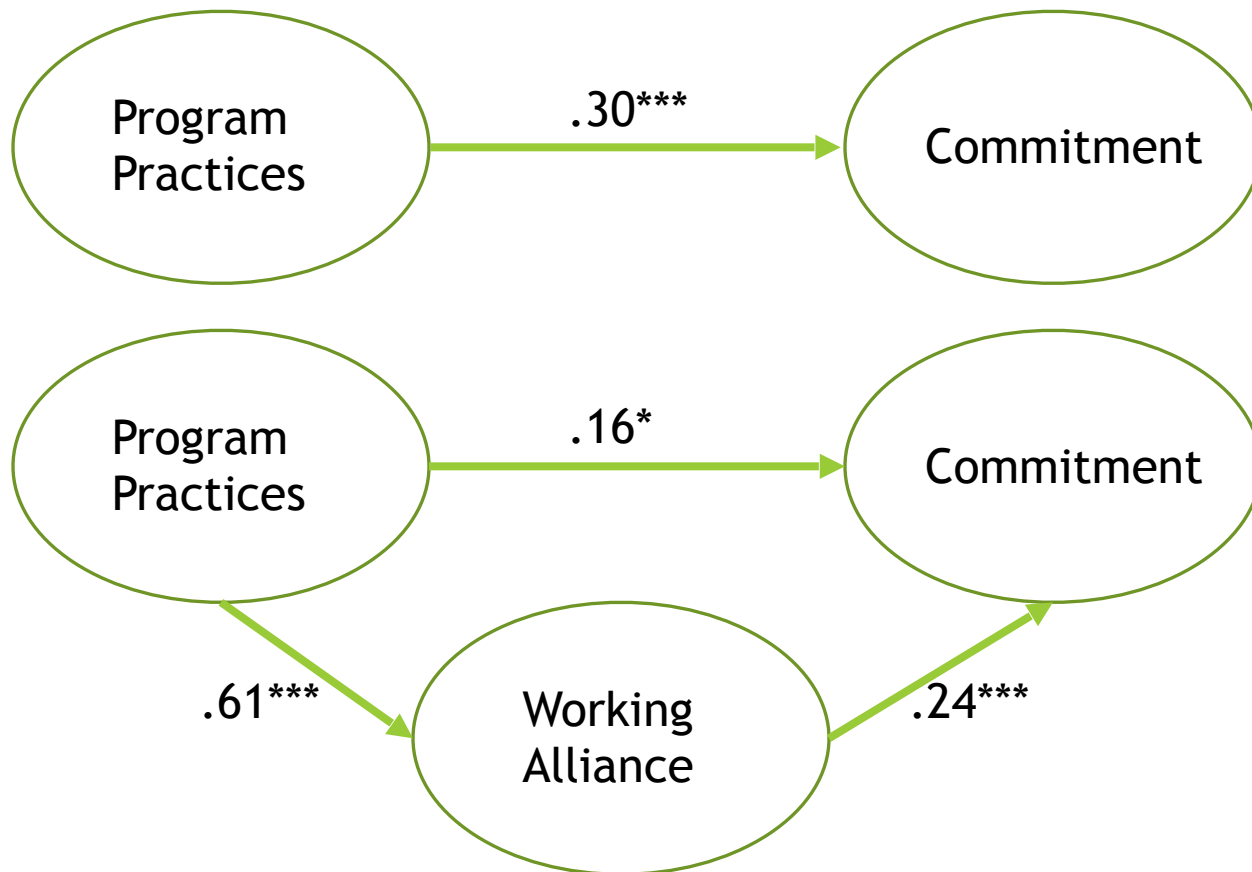 Program
Practices
.30***
Commitment
Program
Practices
.16*
Commitment
.61***
Working
Alliance
.24***